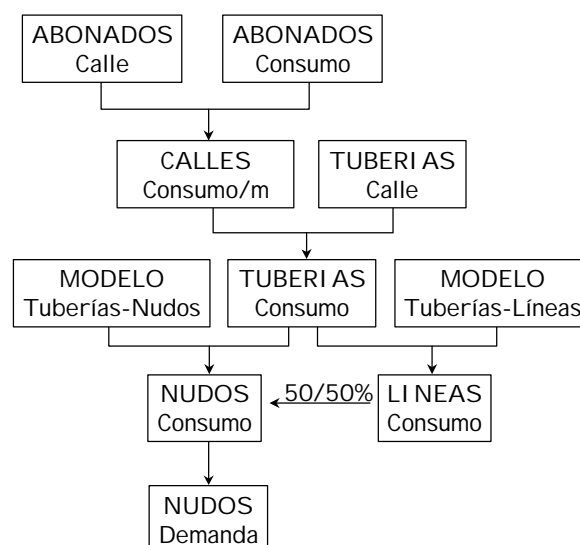 ABONADOS
Calle
ABONADOS
Consumo
CALLES
Consumo/m
TUBERIAS
Calle
MODELO
Tuberías-Nudos
TUBERIAS
Consumo
MODELO
Tuberías-Líneas
NUDOS
Consumo
50/50%
LINEAS
Consumo
NUDOS
Demanda